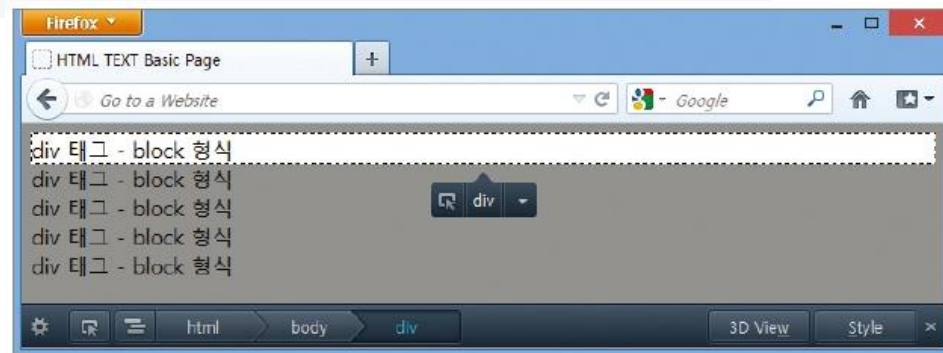 Firefox
HTML TEXT Basic Page
+
Go to a Website
Google
div 태그 - block 형식
div 태그 - block 형식
div 태그 - block 형식
div 태그 - block 형식
div 태그 - block 형식
div
html body div 3D View Style ×